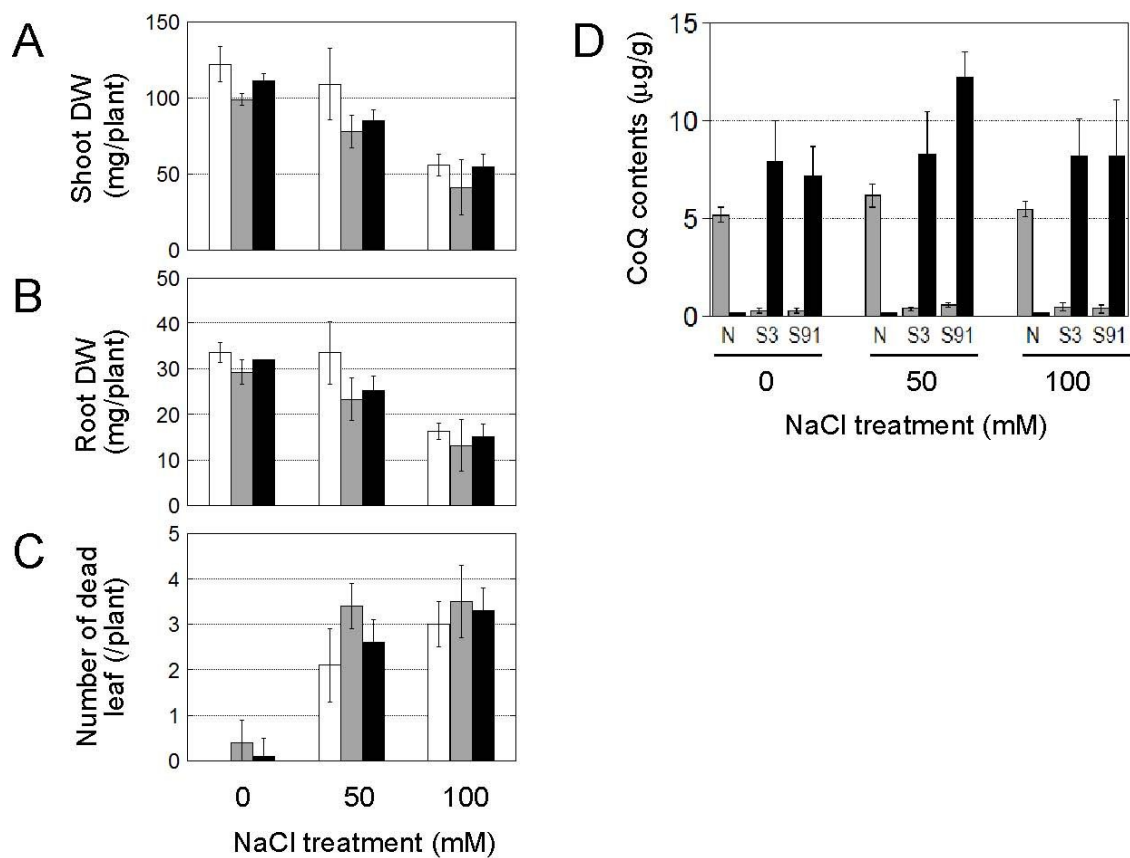 A
Shoot DW
(mg/plant)
150
100
50
0
B
Root DW
(mg/plant)
50
40
30
20
10
0
C
Number of dead
leaf (/plant)
5
4
3
2
1
0
0 50 100
NaCl treatment (mM)
D
CoQ contents (µg/g)
15
10
5
0
N S3 S91 N S3 S91 N S3 S91
0 50 100
NaCl treatment (mM)